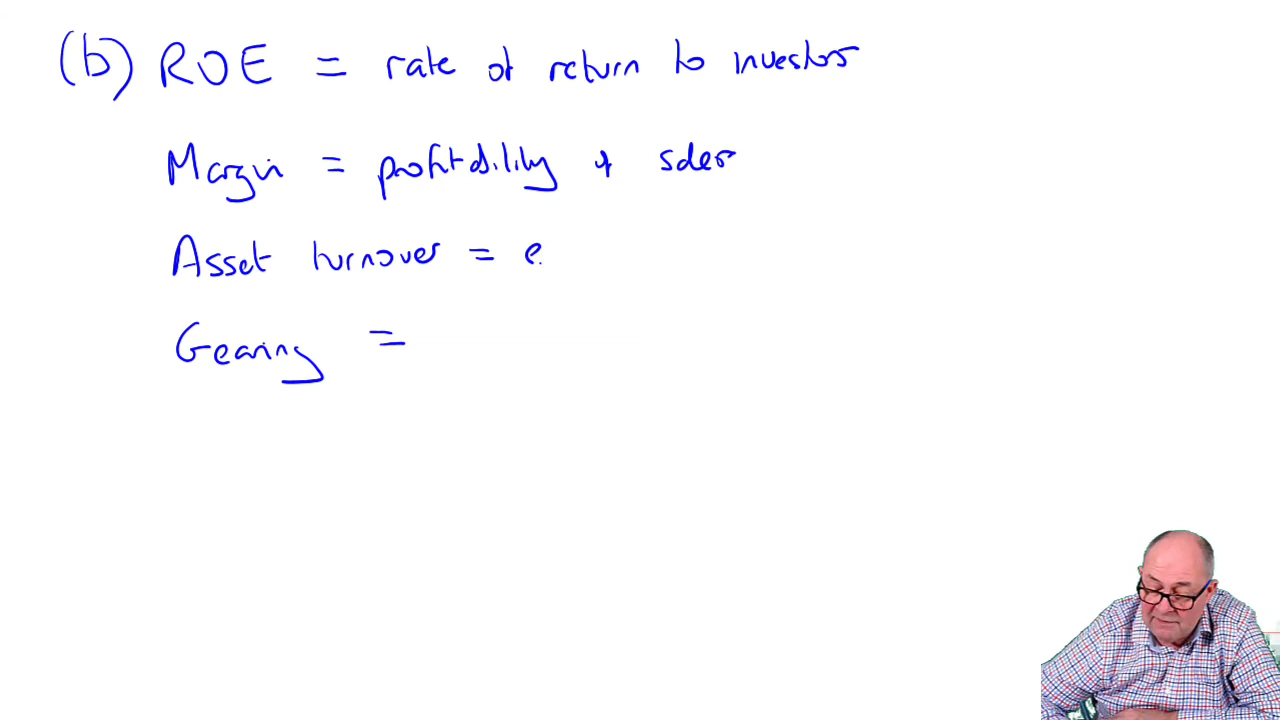 (b) ROE = rate of return to investors
Margin = profitability of sales
Asset turnover = e
Gearing =